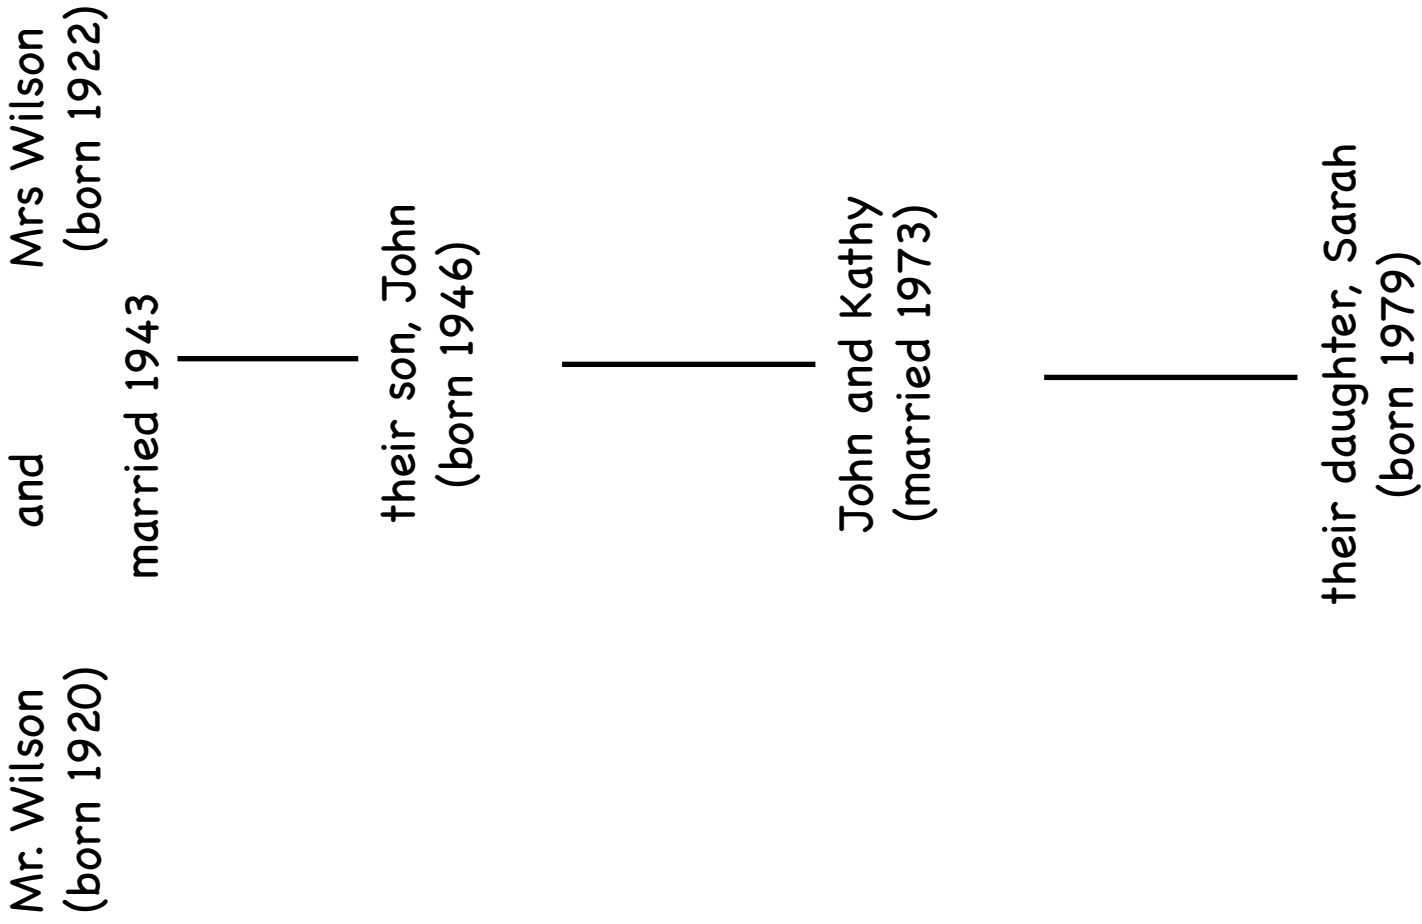 Mr. Wilson and Mrs Wilson
(born 1920) (born 1922)
married 1943
their son, John
(born 1946)
John and Kathy
(married 1973)
their daughter, Sarah
(born 1979)